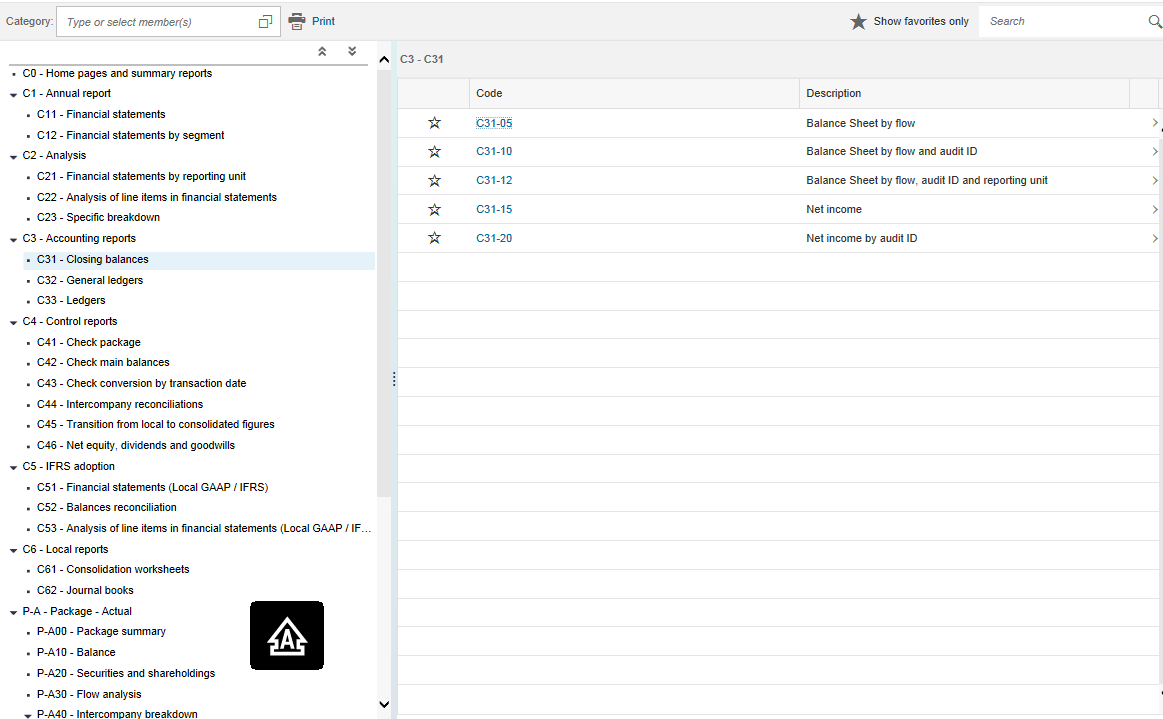 Category: Type or select member(s) Print Show favorites only Search
C0 - Home pages and summary reports
C1 - Annual report
C11 - Financial statements
C12 - Financial statements by segment
C2 - Analysis
C21 - Financial statements by reporting unit
C22 - Analysis of line items in financial statements
C23 - Specific breakdown
C3 - Accounting reports
C31 - Closing balances
C32 - General ledgers
C33 - Ledgers
C4 - Control reports
C41 - Check package
C42 - Check main balances
C43 - Check conversion by transaction date
C44 - Intercompany reconciliations
C45 - Transition from local to consolidated figures
C46 - Net equity, dividends and goodwills
C5 - IFRS adoption
C51 - Financial statements (Local GAAP / IFRS)
C52 - Balances reconciliation
C53 - Analysis of line items in financial statements (Local GAAP / IF...
C6 - Local reports
C61 - Consolidation worksheets
C62 - Journal books
P-A - Package - Actual
P-A00 - Package summary
P-A10 - Balance
P-A20 - Securities and shareholdings
P-A30 - Flow analysis
P-A40 - Intercompany breakdown
A
C3 - C31
Code Description
C31-05 Balance Sheet by flow
C31-10 Balance Sheet by flow and audit ID
C31-12 Balance Sheet by flow, audit ID and reporting unit
C31-15 Net income
C31-20 Net income by audit ID